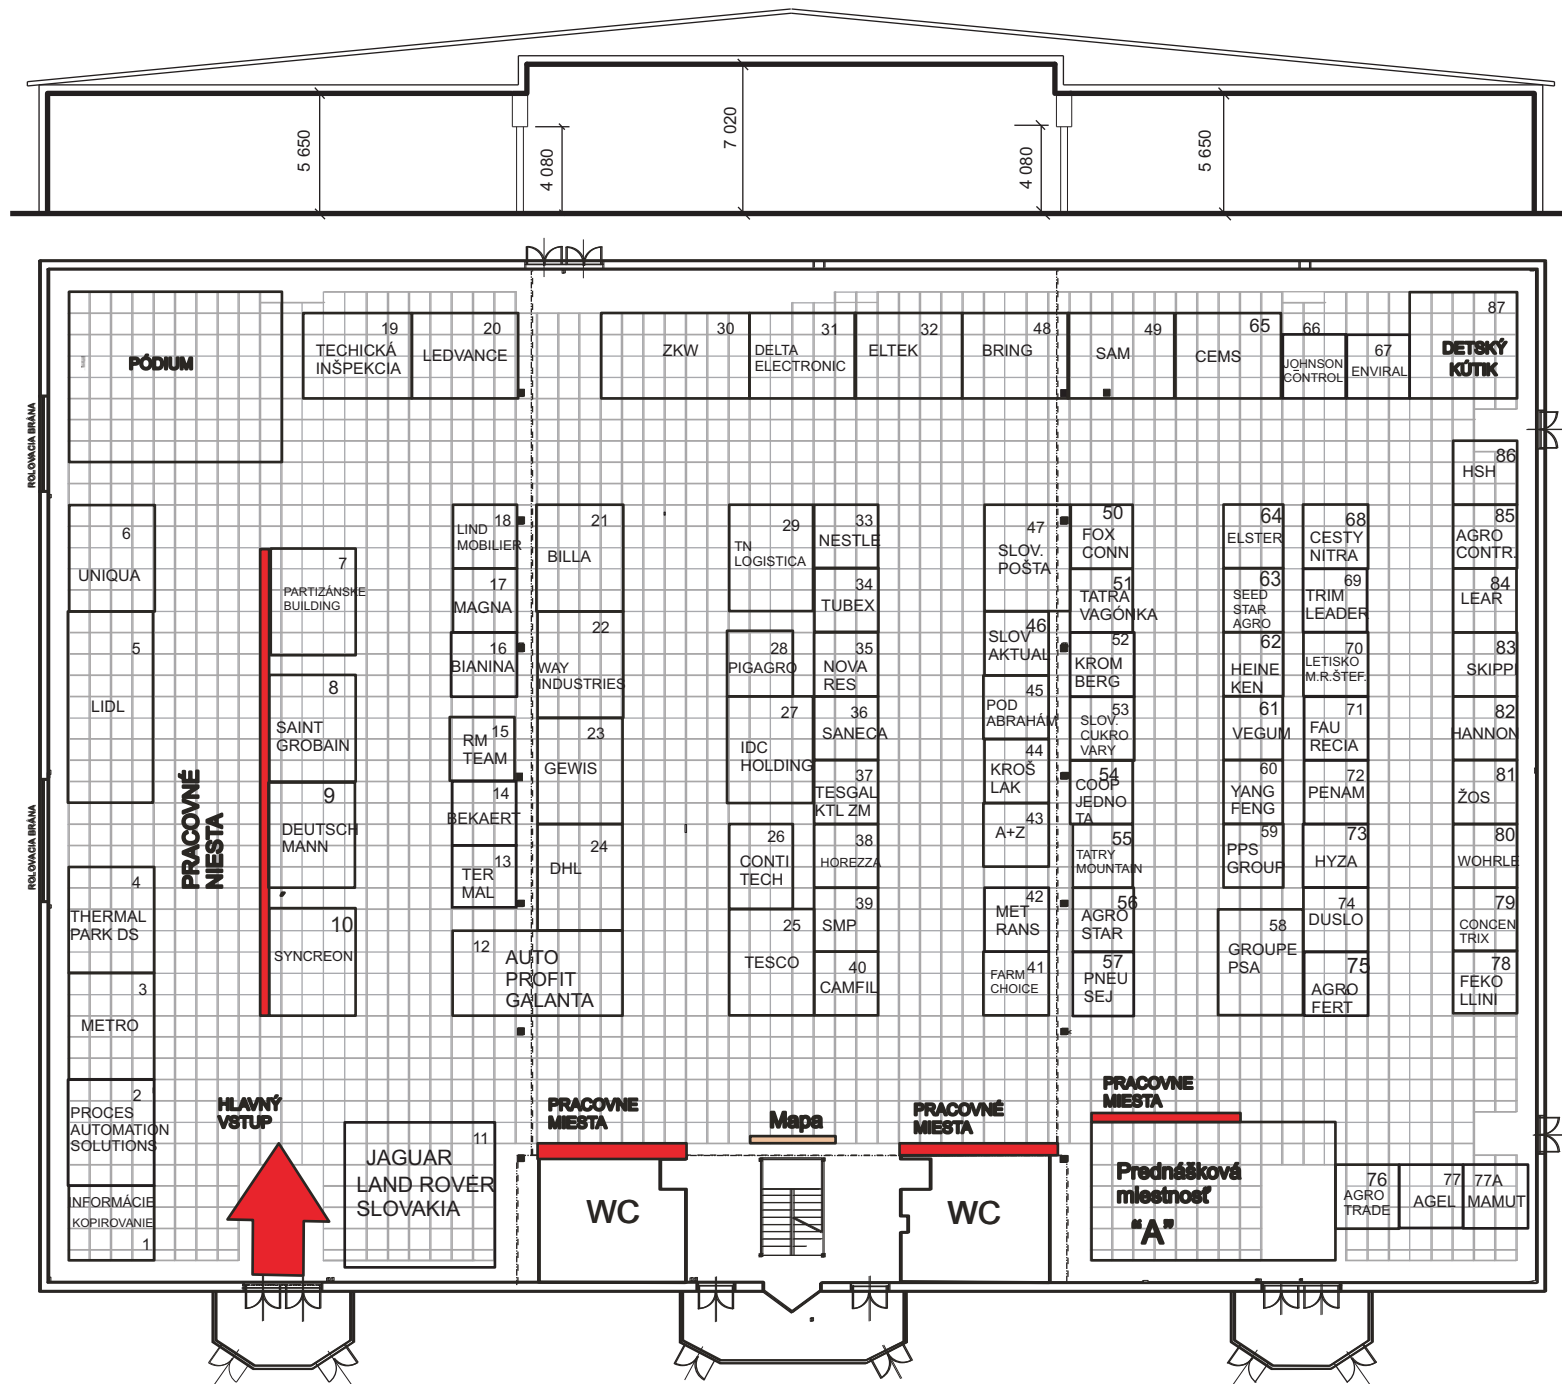 5 650
4 080
7 020
4 080
5 650
PÓDIUM
19
TECHICKÁ
INŠPEKCIA
20
LEDVANCE
30
ZKW
31
DELTA
ELECTRONIC
32
ELTEK
48
BRING
49
SAM
65
CEMS
66
JOHNSON
CONTROL
67
ENVIRAL
87
DETSKÝ
KÚTIK
ROLOVACIA BRÁNA
ROLOVACIA BRÁNA
6
UNIQUA
5
LIDL
4
THERMAL
PARK DS
3
METRO
2
PROCES
AUTOMATION
SOLUTIONS
INFORMÁCIE
KOPIROVANIE
1
PRACOVNÉ
NIESTA
7
PARTIZÁNSKE
BUILDING
8
SAINT
GROBAIN
9
DEUTSCH
MANN
10
SYNCREON
18
LIND
MOBILIER
17
MAGNA
16
BIANINA
15
RM
TEAM
14
BEKAERT
13
TER
MAL
12
AUTO
PROFIT
GALANTA
21
BILLA
22
WAY
INDUSTRIES
23
GEWIS
24
DHL
29
TN
LOGISTICA
28
PIGAGRO
27
IDC
HOLDING
26
CONTI
TECH
25
TESCO
33
NESTLE
34
TUBEX
35
NOVA
RES
36
SANECA
37
TESGAL
KTL ZM
38
HOREZZA
39
SMP
40
CAMFIL
47
SLOV.
POŠTA
46
SLOV
AKTUAL
45
POD
ABRAHÁM
44
KROŠ
LAK
43
A+Z
42
MET
RANS
41
FARM
CHOICE
50
FOX
CONN
51
TATRA
VAGÓNKA
52
KROM
BERG
53
SLOV.
CUKRO
VARY
54
COOP
JEDNO
TA
55
TATRY
MOUNTAIN
56
AGRO
STAR
57
PNEU
SEJ
64
ELSTER
63
SEED
STAR
AGRO
62
HEINE
KEN
61
VEGUM
60
YANG
FENG
59
PPS
GROUP
58
GROUPE
PSA
68
CESTY
NITRA
69
TRIM
LEADER
70
LETISKO
M.R.ŠTEF.
71
FAU
RECIA
72
PENAM
73
HYZA
74
DUSLO
75
AGRO
FERT
86
HSH
85
AGRO
CONTR.
84
LEAR
83
SKIPPI
82
HANNON
81
ŽOS
80
WOHRLE
79
CONCEN
TRIX
78
FEKO
LLINI
HLAVNÝ
VSTUP
11
JAGUAR
LAND ROVER
SLOVAKIA
PRACOVNE
MIESTA
WC
Mapa
PRACOVNÉ
MIESTA
WC
PRACOVNE
MIESTA
Prednášková
miestnosť
"A"
76
AGRO
TRADE
77
AGEL
77A
MAMUT